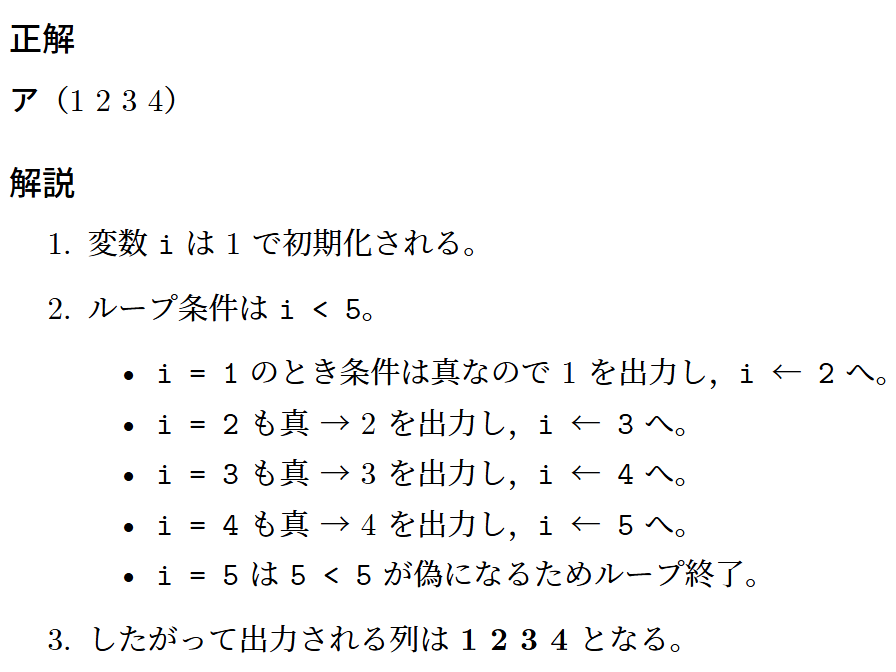 正解
ア（1 2 3 4）
解説
1. 変数 i は 1 で初期化される。
2. ループ条件は i < 5。
• i = 1 のとき条件は真なので 1 を出力し，i ← 2 へ。
• i = 2 も真 → 2 を出力し，i ← 3 へ。
• i = 3 も真 → 3 を出力し，i ← 4 へ。
• i = 4 も真 → 4 を出力し，i ← 5 へ。
• i = 5 は 5 < 5 が偽になるためループ終了。
3. したがって出力される列は 1 2 3 4 となる。